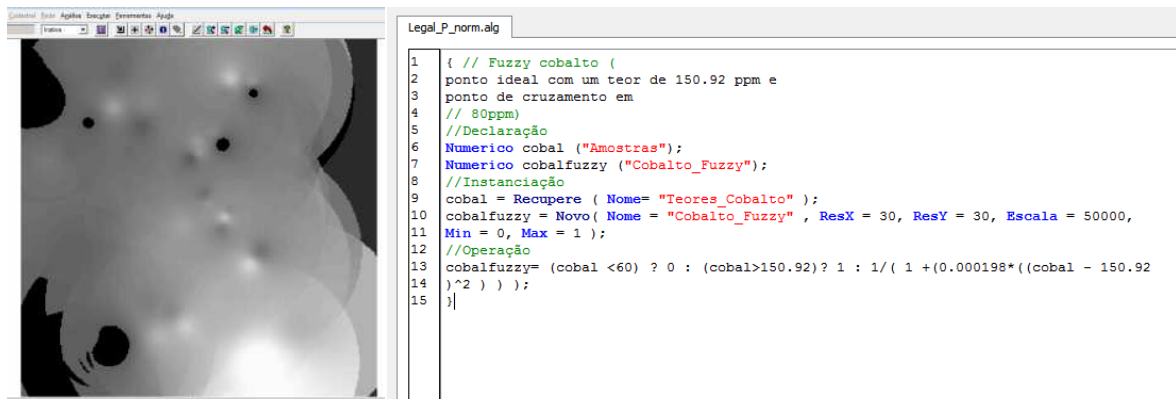 Análise Executar Ferramentas Ajuda
Legal_P_norm.alg
1 { // Fuzzy cobalto (
2 ponto ideal com um teor de 150.92 ppm e
3 ponto de cruzamento em
4 // 80ppm)
5 //Declaração
6 Numerico cobal ("Amostras");
7 Numerico cobalfuzzy ("Cobalto_Fuzzy");
8 //Instanciação
9 cobal = Recupere ( Nome= "Teores_Cobalto" );
10 cobalfuzzy = Novo( Nome = "Cobalto_Fuzzy" , ResX = 30, ResY = 30, Escala = 50000,
11 Min = 0, Max = 1 );
12 //Operação
13 cobalfuzzy= (cobal <60) ? 0 : (cobal>150.92)? 1 : 1/( 1 +(0.000198*((cobal - 150.92
14 )^2 ) ) );
15 }